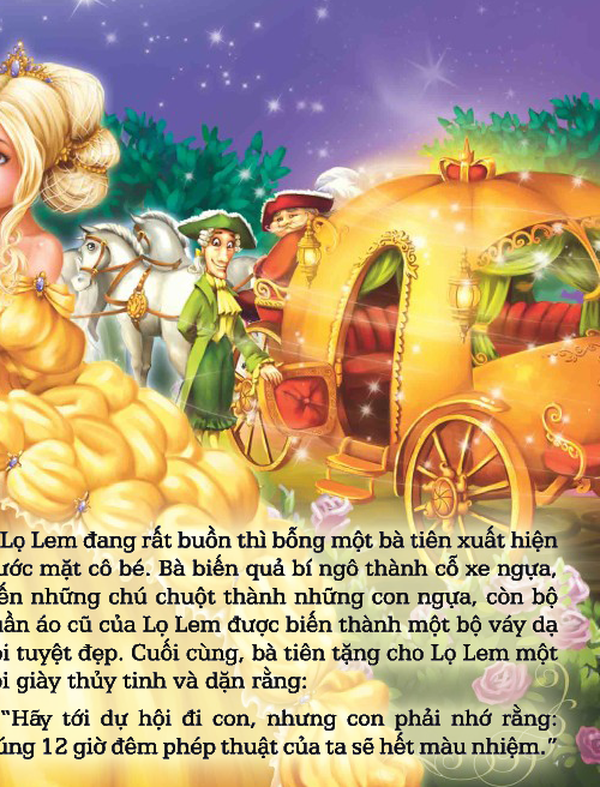 Lọ Lem đang rất buồn thì bỗng một bà tiên xuất hiện
mặt cô bé. Bà biến quả bí ngô thành cỗ xe ngựa,
những chú chuột thành những con ngựa, còn bộ
áo cũ của Lọ Lem được biến thành một bộ váy dạ
tuyệt đẹp. Cuối cùng, bà tiên tặng cho Lọ Lem một
giày thủy tinh và dặn rằng:
“Hãy tới dự hội đi con, nhưng con phải nhớ rằng:
12 giờ đêm phép thuật của ta sẽ hết màu nhiệm.”